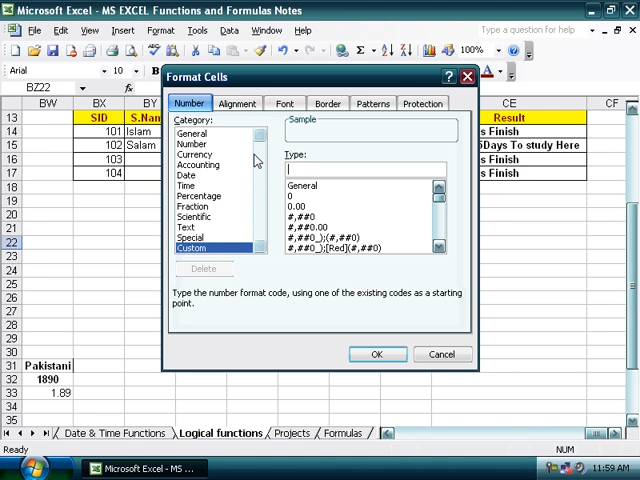 Microsoft Excel - MS EXCEL Functions and Formulas Notes
File Edit View Insert Format Tools Data Window Help
Type a question for help
100%
Arial 10 B
BZ22 fx
Format Cells
Number Alignment Font Border Patterns Protection
Category:
General
Number
Currency
Accounting
Date
Time
Percentage
Fraction
Scientific
Text
Special
Custom
Sample
Type:
General
0
0.00
#,##0
#,##0.00
#,##0_);(#,##0)
#,##0_);[Red](#,##0)
Delete
Type the number format code, using one of the existing codes as a starting
point.
OK Cancel
BW BX BY CE CF
13 SID S.Nam Result
14 101 Islam s Finish
15 102 Salam Days To study Here
16 103 s Finish
17 104 s Finish
18
19
20
21
22
23
24
25
26
27
28
29
30
31 Pakistani
32 1890
33 1.89
34
35
Date & Time Functions Logical functions Projects Formulas
Ready NUM
start Microsoft Excel - MS ... 11:59 AM